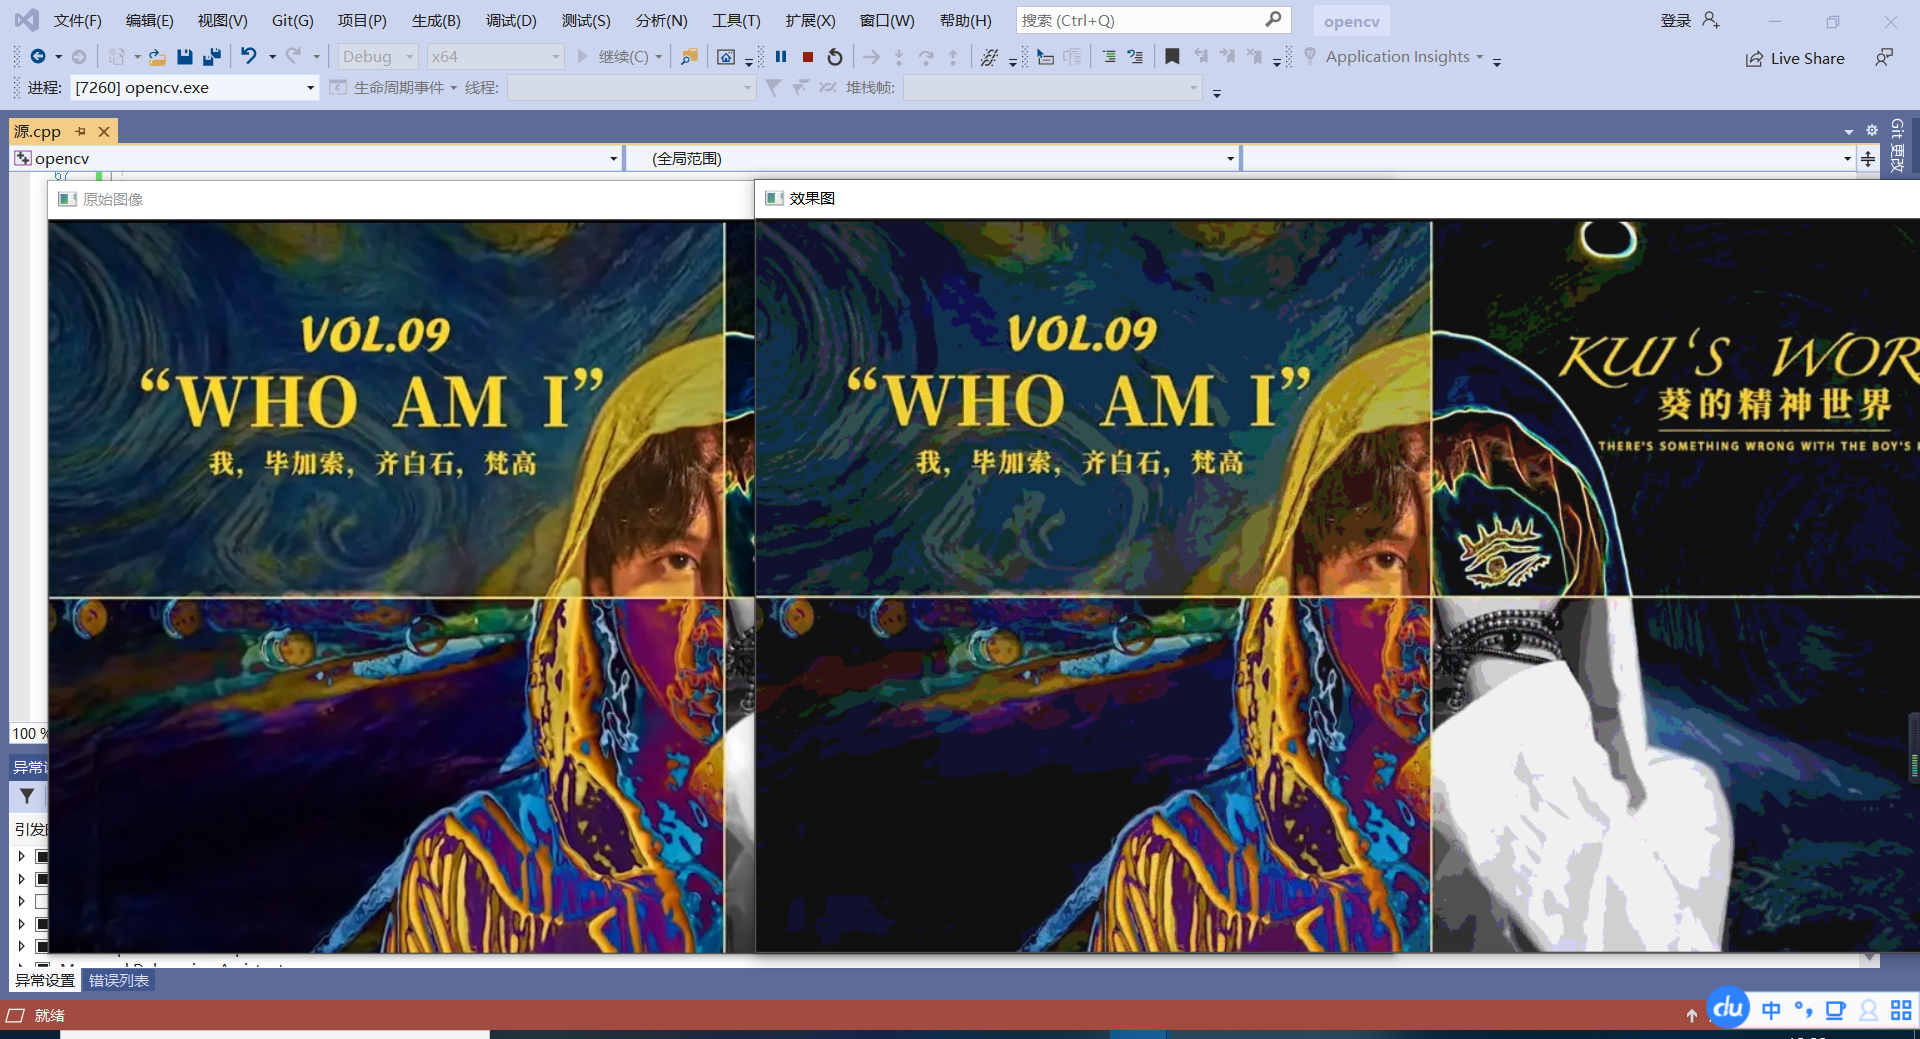 文件(F) 编辑(E) 视图(V) Git(G) 项目(P) 生成(B) 调试(D) 测试(S) 分析(N) 工具(T) 扩展(X) 窗口(W) 帮助(H) 搜索 (Ctrl+Q) opencv 登录
Debug x64 继续(C) Application Insights Live Share
进程: [7260] opencv.exe 生命周期事件 线程: 堆栈帧:
源.cpp
Git 更改
opencv (全局范围)
67
原始图像
效果图
VOL.09
“WHO AM I”
我，毕加索，齐白石，梵高
VOL.09
“WHO AM I”
我，毕加索，齐白石，梵高
KUI'S WOR
葵的精神世界
THERE'S SOMETHING WRONG WITH THE BOY'S
100 %
异常设
引发
异常设置 错误列表
就绪
du 中